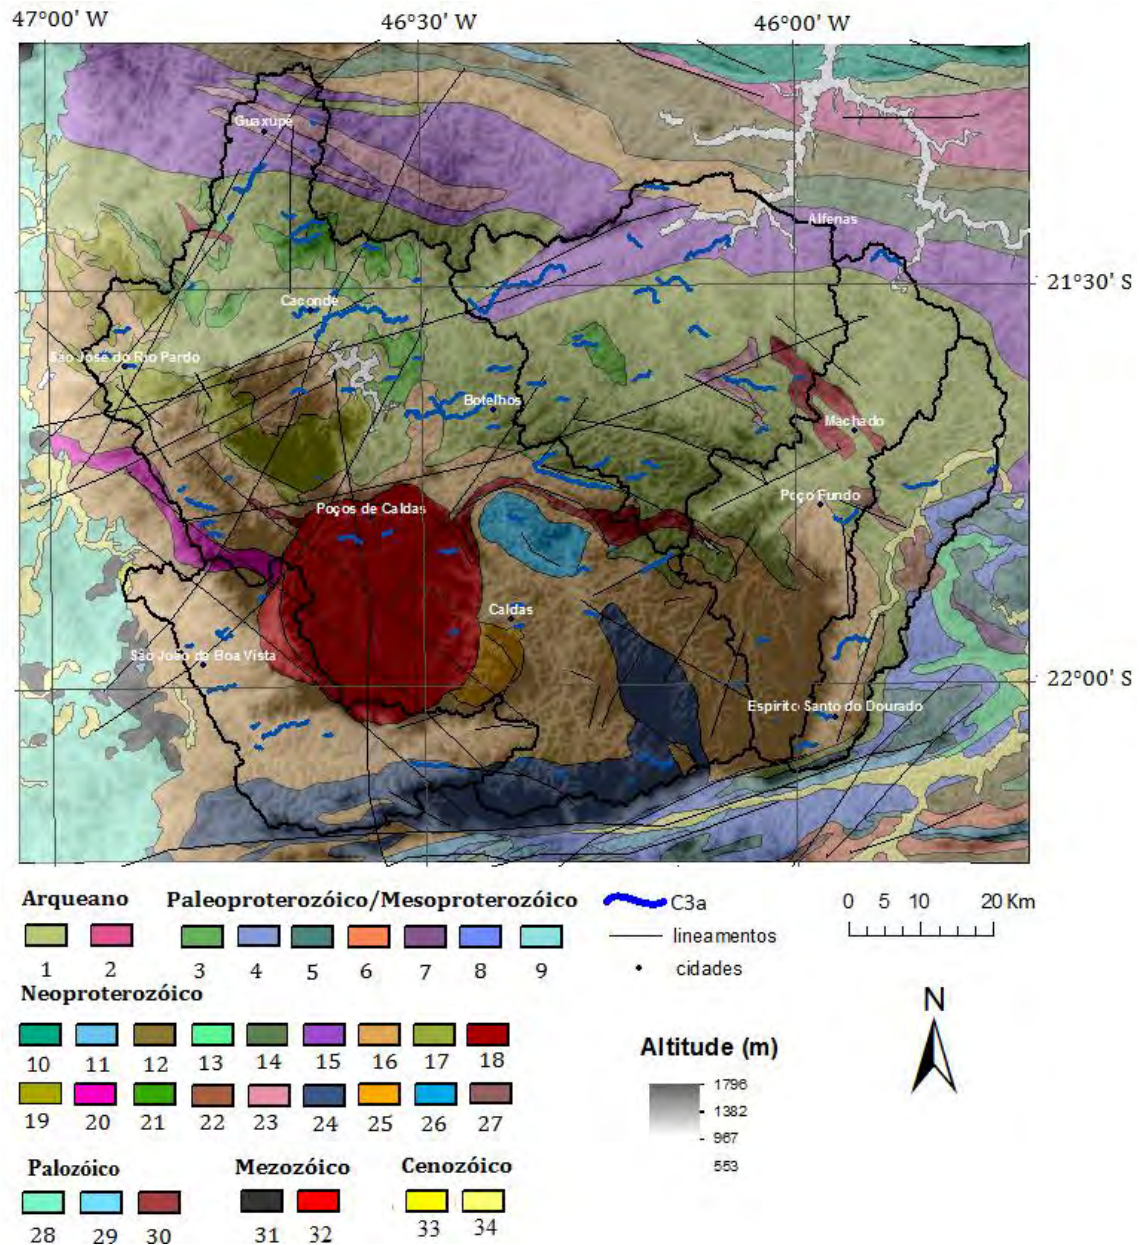 47°00' W 46°30' W 46°00' W
Guaxupé
Alfenas
21°30' S
Caconde
São José do Rio Pardo
Botelhos
Machado
Poço Fundo
Poços de Caldas
Caldas
São João da Boa Vista
22°00' S
Espirito Santo do Dourado
Arqueano Paleoproterozóico/Mesoproterozóico
C3a
0 5 10 20 Km
lineamentos
1 2 3 4 5 6 7 8 9
cidades
Neoproterozóico
N
10 11 12 13 14 15 16 17 18
Altitude (m)
1796
1382
967
553
19 20 21 22 23 24 25 26 27
Palozóico Mezozóico Cenozóico
28 29 30 31 32 33 34